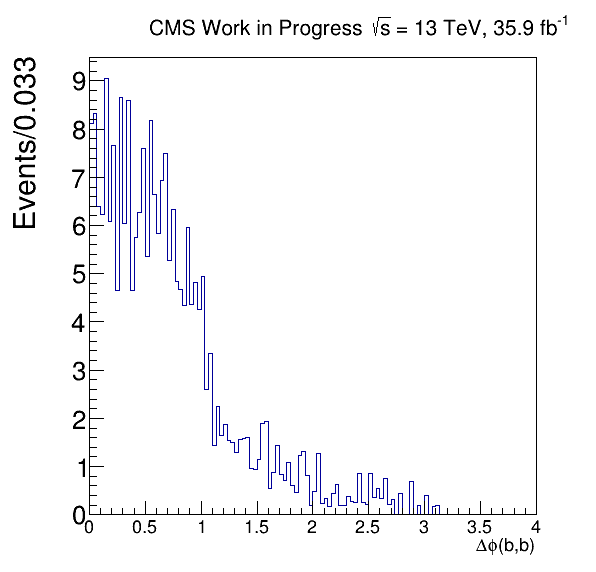 CMS Work in Progress √s = 13 TeV, 35.9 fb⁻¹
Events/0.033
9
8
7
6
5
4
3
2
1
0
0 0.5 1 1.5 2 2.5 3 3.5 4
Δϕ(b,b)